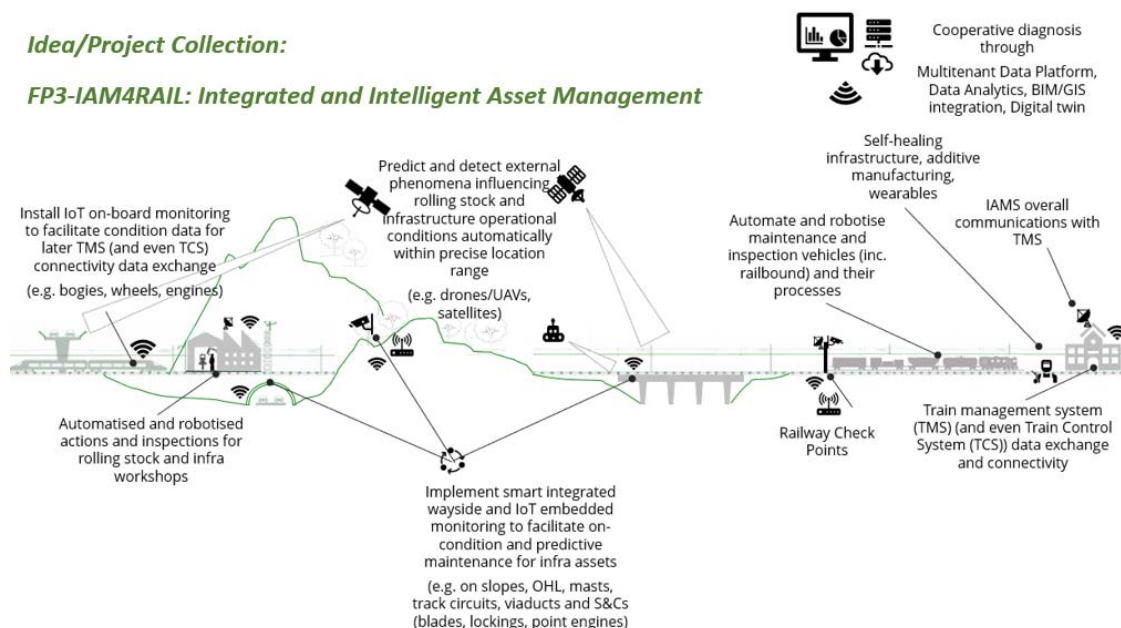 Idea/Project Collection:
FP3-IAM4RAIL: Integrated and Intelligent Asset Management
Cooperative diagnosis
through
Multitenant Data Platform,
Data Analytics, BIM/GIS
integration, Digital twin
Self-healing
infrastructure, additive
manufacturing,
wearables
IAMS overall
communications with
TMS
Predict and detect external
phenomena influencing
rolling stock and
infrastructure operational
conditions automatically
within precise location
range
(e.g. drones/UAVs,
satellites)
Install IoT on-board monitoring
to facilitate condition data for
later TMS (and even TCS)
connectivity data exchange
(e.g. bogies, wheels, engines)
Automate and robotise
maintenance and
inspection vehicles (inc.
railbound) and their
processes
Automatised and robotised
actions and inspections for
rolling stock and infra
workshops
Railway Check
Points
Train management system
(TMS) (and even Train Control
System (TCS)) data exchange
and connectivity
Implement smart integrated
wayside and IoT embedded
monitoring to facilitate on-
condition and predictive
maintenance for infra assets
(e.g. on slopes, OHL, masts,
track circuits, viaducts and S&Cs
(blades, lockings, point engines)